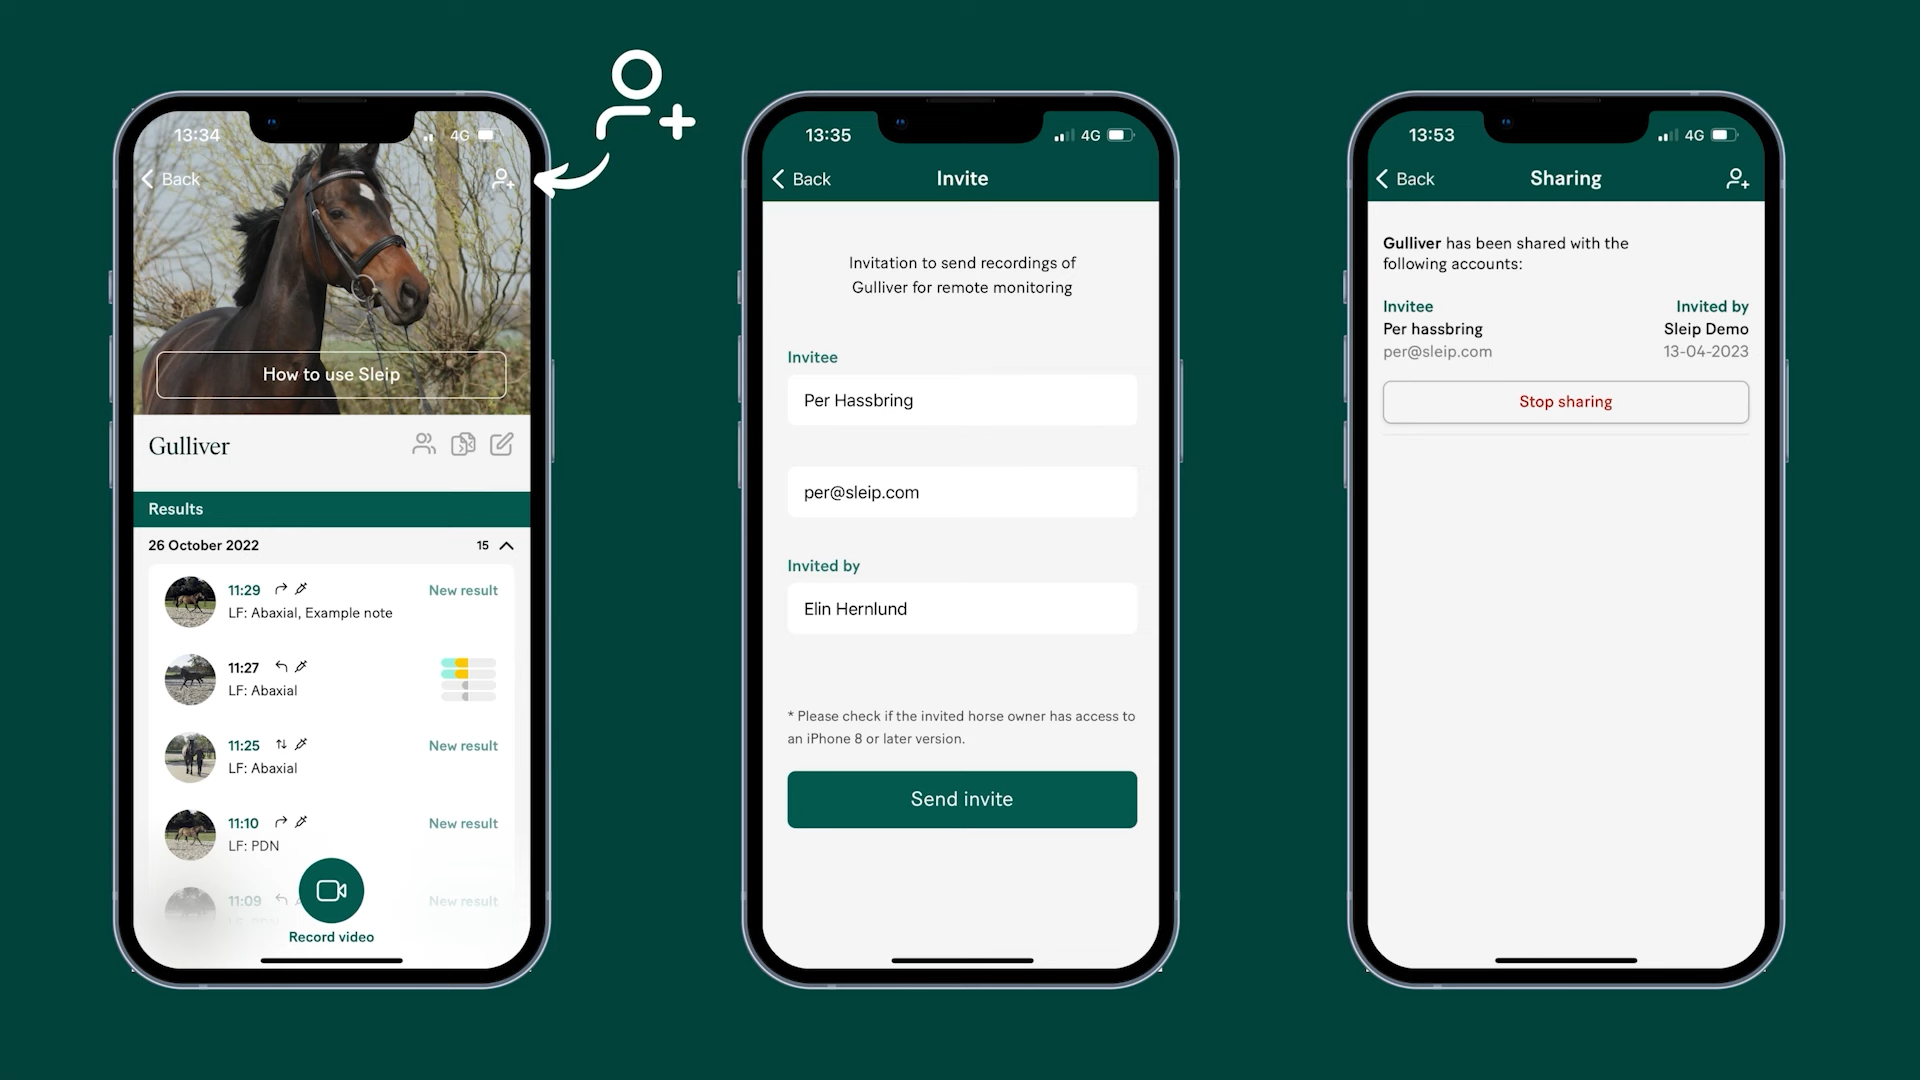 13:34
4G
Back
How to use Sleip
Gulliver
Results
26 October 2022
15
11:29
New result
LF: Abaxial, Example note
11:27
LF: Abaxial
11:25
New result
LF: Abaxial
11:10
New result
LF: PDN
11:09
New result
Record video
13:35
4G
Back
Invite
Invitation to send recordings of
Gulliver for remote monitoring
Invitee
Per Hassbring
per@sleip.com
Invited by
Elin Hernlund
* Please check if the invited horse owner has access to
an iPhone 8 or later version.
Send invite
13:53
4G
Back
Sharing
Gulliver has been shared with the
following accounts:
Invitee
Invited by
Per hassbring
Sleip Demo
per@sleip.com
13-04-2023
Stop sharing